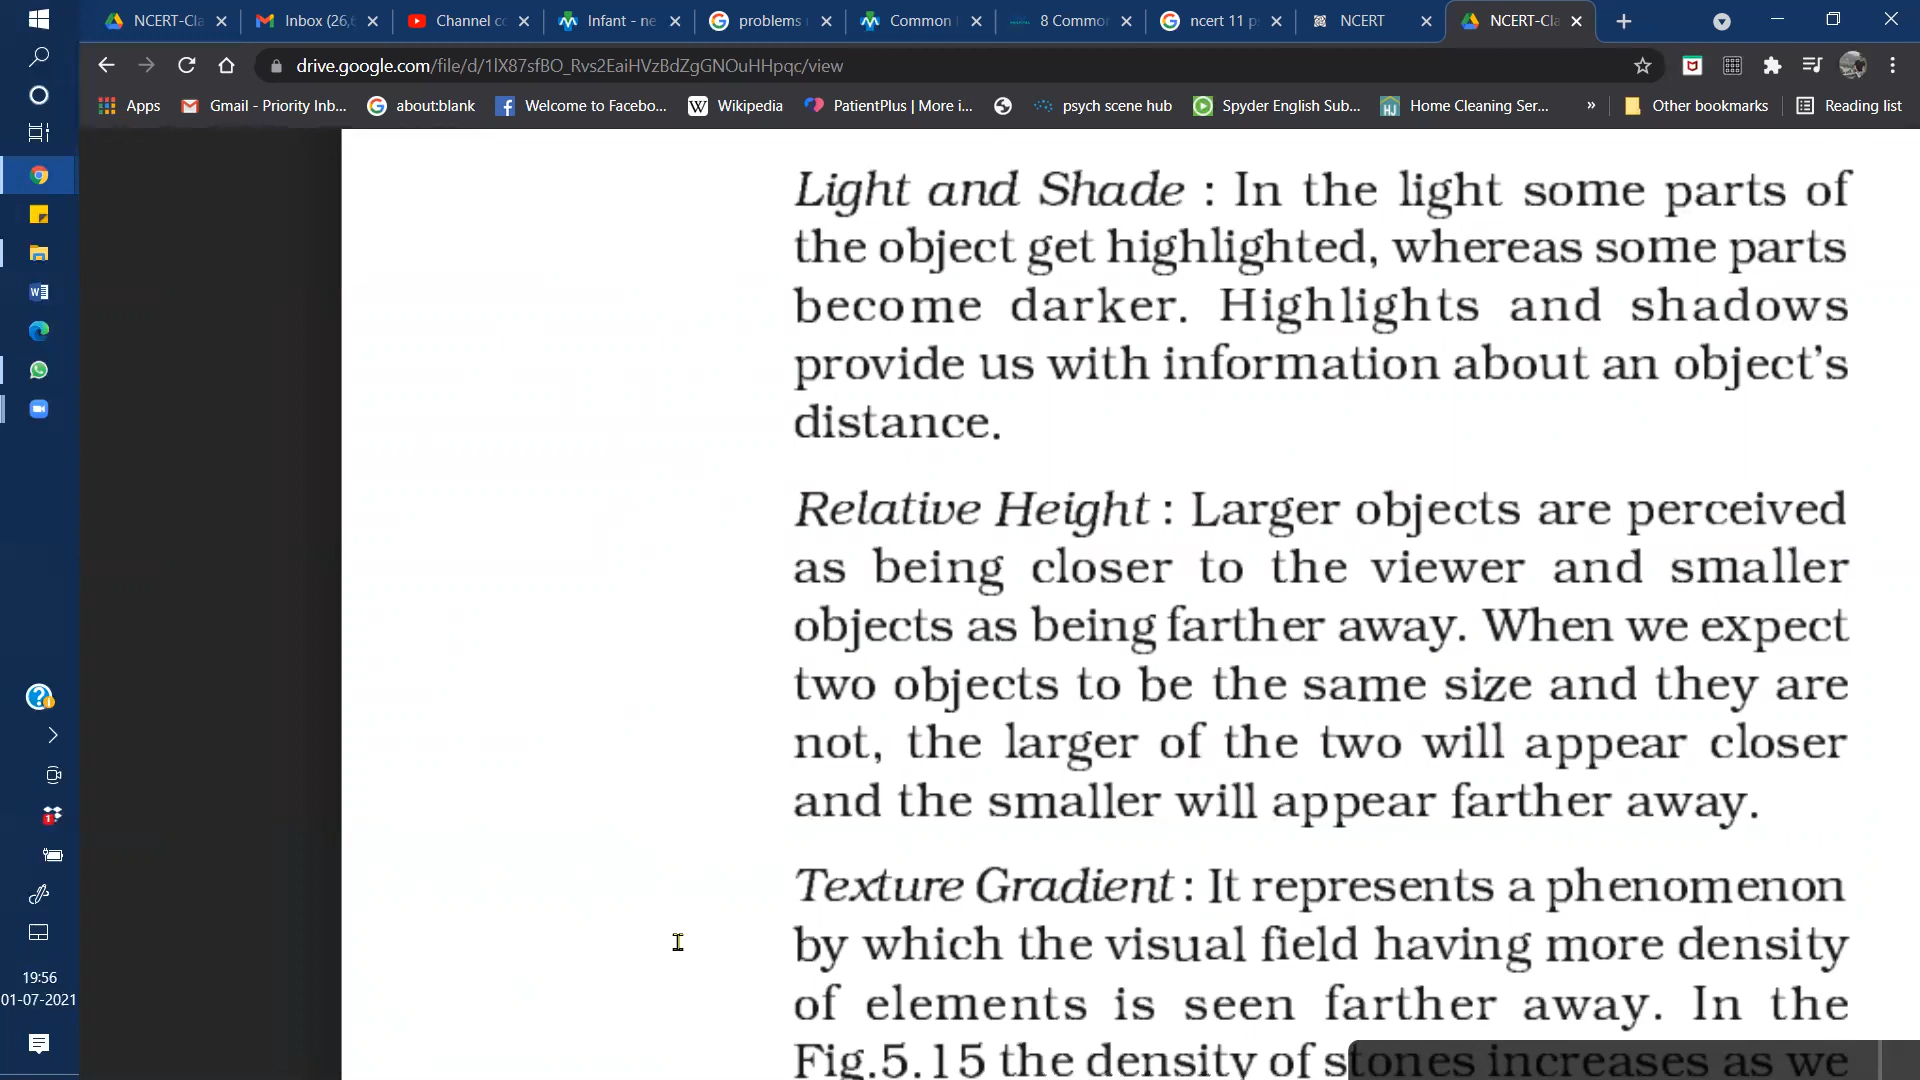 NCERT-Cla
Inbox (26,6
Channel co
Infant - ne
problems
Common
8 Commo
ncert 11 p
NCERT
NCERT-Cla
drive.google.com/file/d/1lX87sfBO_Rvs2EaiHVzBdZgGNOuHHpqc/view
Apps
Gmail - Priority Inb...
about:blank
Welcome to Facebo...
Wikipedia
PatientPlus | More i...
psych scene hub
Spyder English Sub...
Home Cleaning Ser...
»
Other bookmarks
Reading list
Light and Shade : In the light some parts of
the object get highlighted, whereas some parts
become darker. Highlights and shadows
provide us with information about an object's
distance.
Relative Height : Larger objects are perceived
as being closer to the viewer and smaller
objects as being farther away. When we expect
two objects to be the same size and they are
not, the larger of the two will appear closer
and the smaller will appear farther away.
Texture Gradient : It represents a phenomenon
by which the visual field having more density
of elements is seen farther away. In the
Fig.5.15 the density of stones increases as we
19:56
01-07-2021